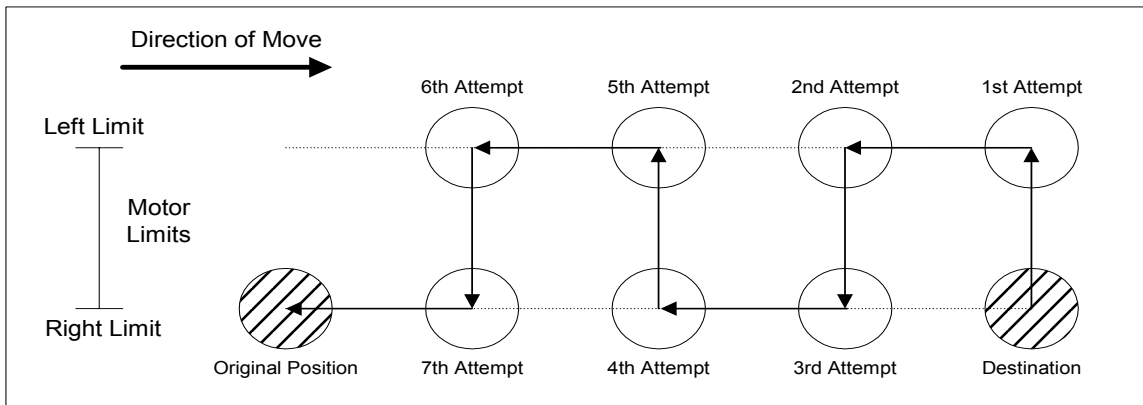 Direction of Move
6th Attempt
5th Attempt
2nd Attempt
1st Attempt
Left Limit
Motor
Limits
Right Limit
Original Position
7th Attempt
4th Attempt
3rd Attempt
Destination